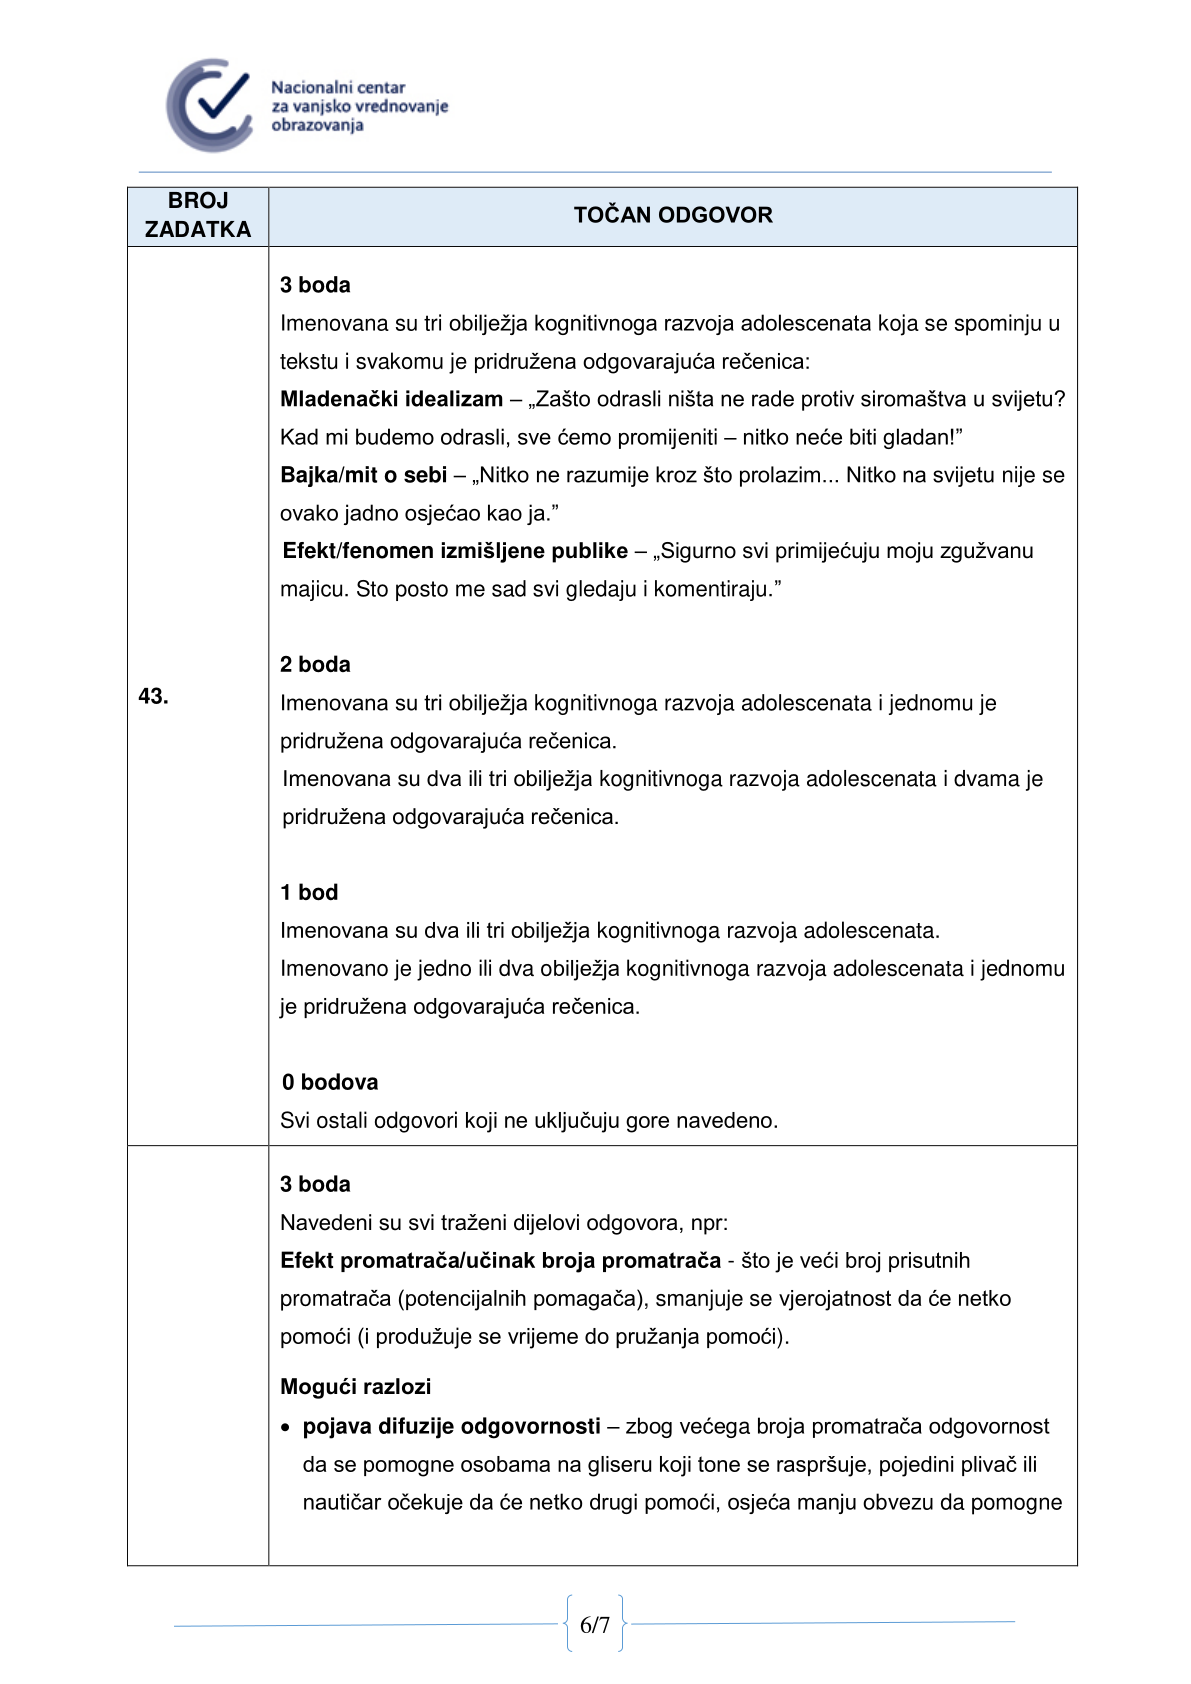 Nacionalni centar
za vanjsko vrednovanje
obrazovanja
BROJ
ZADATKA
TOČAN ODGOVOR
43.
3 boda
Imenovana su tri obilježja kognitivnoga razvoja adolescenata koja se spominju u
tekstu i svakomu je pridružena odgovarajuća rečenica:
Mladenački idealizam – „Zašto odrasli ništa ne rade protiv siromaštva u svijetu?
Kad mi budemo odrasli, sve ćemo promijeniti – nitko neće biti gladan!”
Bajka/mit o sebi – „Nitko ne razumije kroz što prolazim... Nitko na svijetu nije se
ovako jadno osjećao kao ja.”
Efekt/fenomen izmišljene publike – „Sigurno svi primijećuju moju zgužvanu
majicu. Sto posto me sad svi gledaju i komentiraju.”
2 boda
Imenovana su tri obilježja kognitivnoga razvoja adolescenata i jednomu je
pridružena odgovarajuća rečenica.
Imenovana su dva ili tri obilježja kognitivnoga razvoja adolescenata i dvama je
pridružena odgovarajuća rečenica.
1 bod
Imenovana su dva ili tri obilježja kognitivnoga razvoja adolescenata.
Imenovano je jedno ili dva obilježja kognitivnoga razvoja adolescenata i jednomu
je pridružena odgovarajuća rečenica.
0 bodova
Svi ostali odgovori koji ne uključuju gore navedeno.
3 boda
Navedeni su svi traženi dijelovi odgovora, npr:
Efekt promatrača/učinak broja promatrača - što je veći broj prisutnih
promatrača (potencijalnih pomagača), smanjuje se vjerojatnost da će netko
pomoći (i produžuje se vrijeme do pružanja pomoći).
Mogući razlozi
• pojava difuzije odgovornosti – zbog većega broja promatrača odgovornost
da se pomogne osobama na gliseru koji tone se raspršuje, pojedini plivač ili
nautičar očekuje da će netko drugi pomoći, osjeća manju obvezu da pomogne
6/7